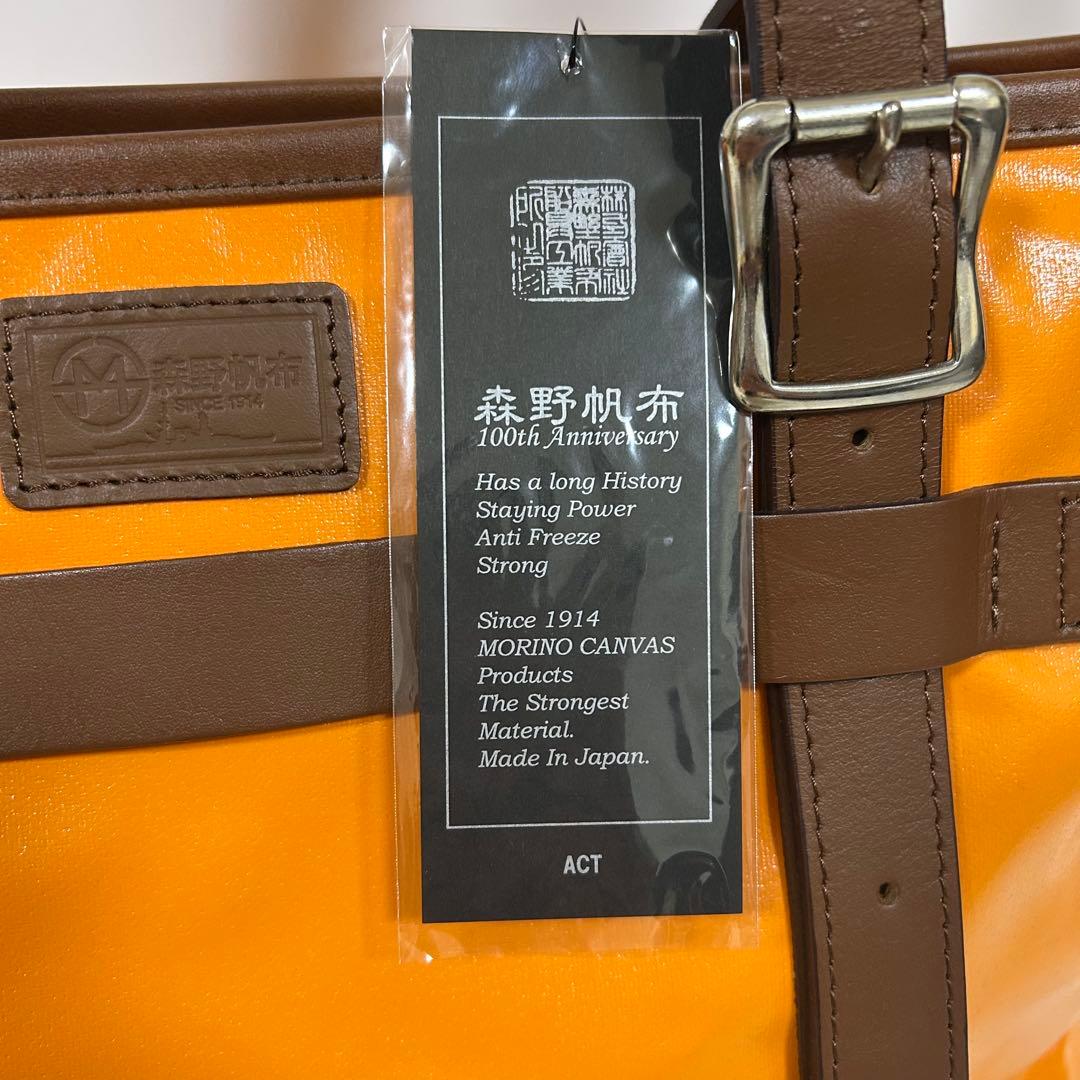 森野帆布
SINCE 1914
森野帆布
100th Anniversary
Has a long History
Staying Power
Anti Freeze
Strong
Since 1914
MORINO CANVAS
Products
The Strongest
Material.
Made In Japan.
ACT